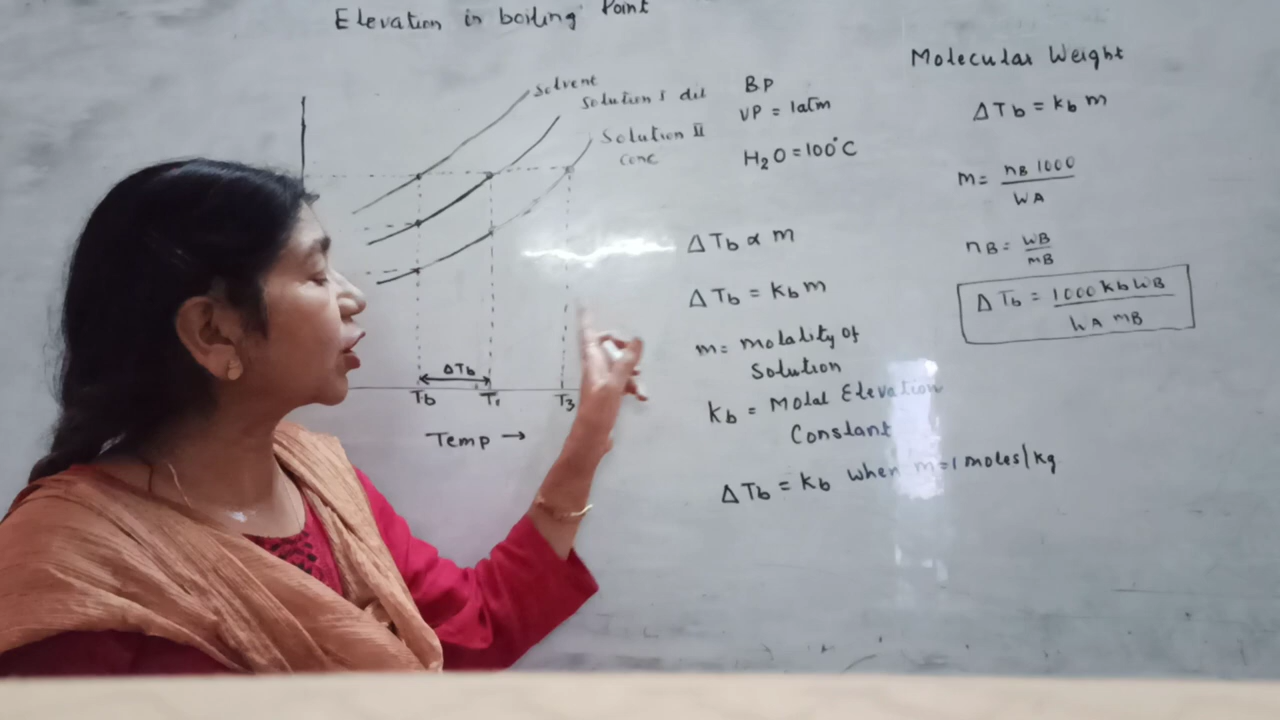 Elevation in boiling Point
Solvent
Solution I dil
Solution II
conc
ΔTb
Tb T1 T3
Temp →
BP
VP = 1atm
H2O = 100°C
ΔTb ∝ m
ΔTb = Kb m
m = molality of
Solution
Kb = Molal Elevation
Constant
ΔTb = Kb when m = 1 moles/kg
Molecular Weight
ΔTb = Kb m
m = nB 1000 / WA
nB = WB / mB
ΔTb = 1000 Kb WB / WA mB